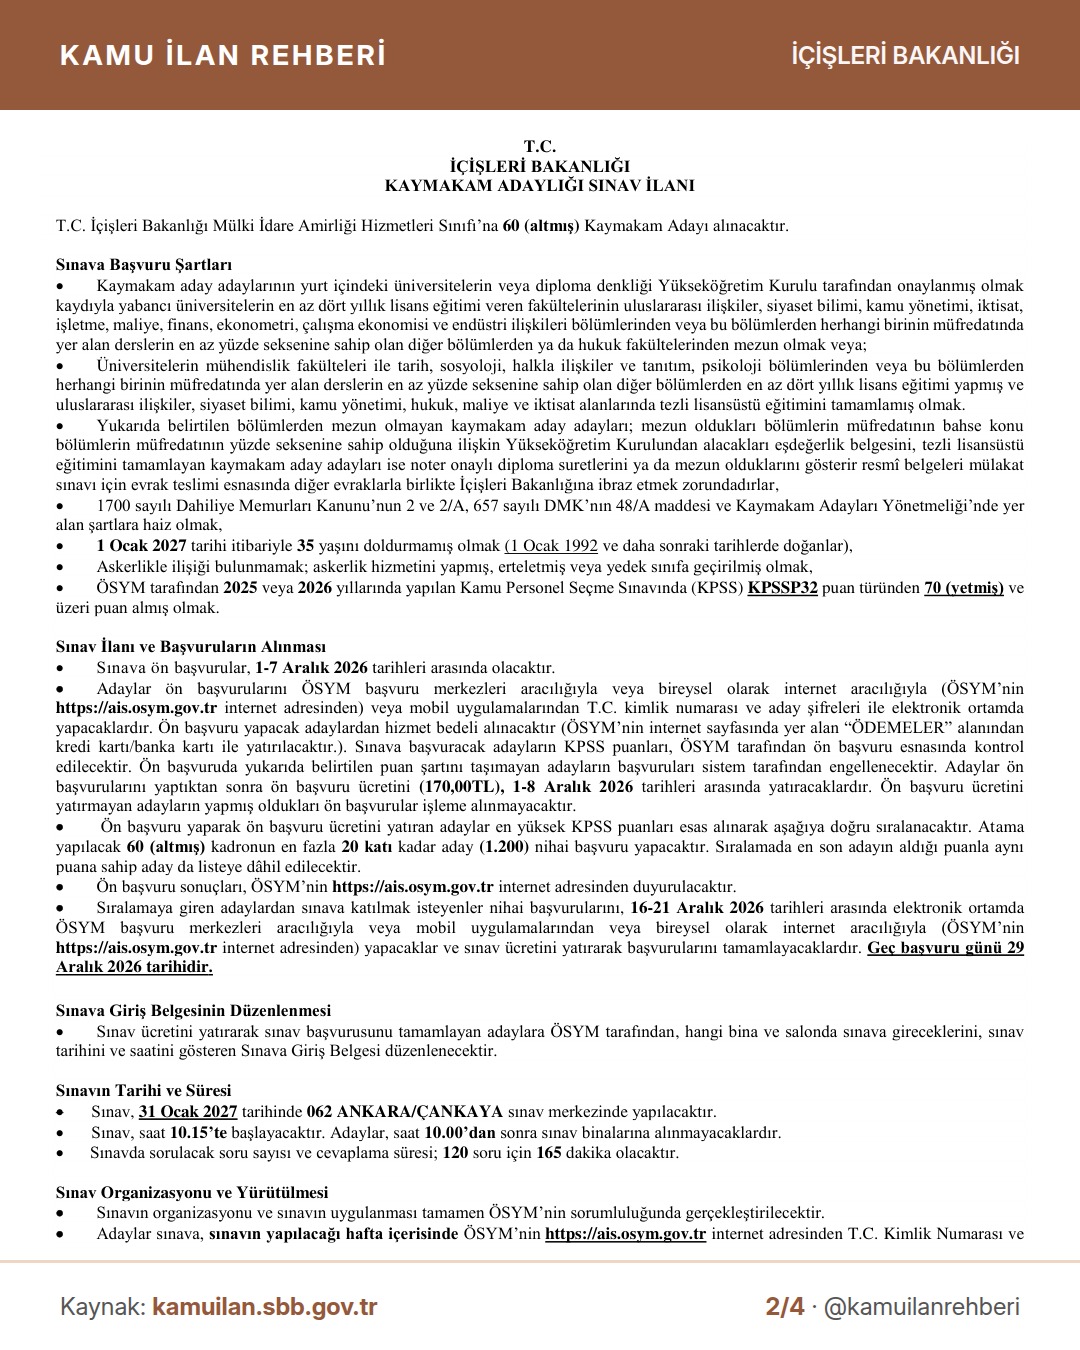 KAMU İLAN REHBERİ
İÇİŞLERİ BAKANLIĞI
T.C.
İÇİŞLERİ BAKANLIĞI
KAYMAKAM ADAYLIĞI SINAV İLANI
T.C. İçişleri Bakanlığı Mülki İdare Amirliği Hizmetleri Sınıfı’na 60 (altmış) Kaymakam Adayı alınacaktır.
Sınava Başvuru Şartları
• Kaymakam aday adaylarının yurt içindeki üniversitelerin veya diploma denkliği Yükseköğretim Kurulu tarafından onaylanmış olmak
kaydıyla yabancı üniversitelerin en az dört yıllık lisans eğitimi veren fakültelerinin uluslararası ilişkiler, siyaset bilimi, kamu yönetimi, iktisat,
işletme, maliye, finans, ekonometri, çalışma ekonomisi ve endüstri ilişkileri bölümlerinden veya bu bölümlerden herhangi birinin müfredatında
yer alan derslerin en az yüzde seksenine sahip olan diğer bölümlerden ya da hukuk fakültelerinden mezun olmak veya;
• Üniversitelerin mühendislik fakülteleri ile tarih, sosyoloji, halkla ilişkiler ve tanıtım, psikoloji bölümlerinden veya bu bölümlerden
herhangi birinin müfredatında yer alan derslerin en az yüzde seksenine sahip olan diğer bölümlerden en az dört yıllık lisans eğitimi yapmış ve
uluslararası ilişkiler, siyaset bilimi, kamu yönetimi, hukuk, maliye ve iktisat alanlarında tezli lisansüstü eğitimini tamamlamış olmak.
• Yukarıda belirtilen bölümlerden mezun olmayan kaymakam aday adayları; mezun oldukları bölümlerin müfredatının bahse konu
bölümlerin müfredatının yüzde seksenine sahip olduğuna ilişkin Yükseköğretim Kurulundan alacakları eşdeğerlik belgesini, tezli lisansüstü
eğitimini tamamlayan kaymakam aday adayları ise noter onaylı diploma suretlerini ya da mezun olduklarını gösterir resmî belgeleri mülakat
sınavı için evrak teslimi esnasında diğer evraklarla birlikte İçişleri Bakanlığına ibraz etmek zorundadırlar,
• 1700 sayılı Dahiliye Memurları Kanunu’nun 2 ve 2/A, 657 sayılı DMK’nın 48/A maddesi ve Kaymakam Adayları Yönetmeliği’nde yer
alan şartlara haiz olmak,
• 1 Ocak 2027 tarihi itibariyle 35 yaşını doldurmamış olmak (1 Ocak 1992 ve daha sonraki tarihlerde doğanlar),
• Askerlikle ilişiği bulunmamak; askerlik hizmetini yapmış, erteletmiş veya yedek sınıfa geçirilmiş olmak,
• ÖSYM tarafından 2025 veya 2026 yıllarında yapılan Kamu Personel Seçme Sınavında (KPSS) KPSSP32 puan türünden 70 (yetmiş) ve
üzeri puan almış olmak.
Sınav İlanı ve Başvuruların Alınması
• Sınava ön başvurular, 1-7 Aralık 2026 tarihleri arasında olacaktır.
• Adaylar ön başvurularını ÖSYM başvuru merkezleri aracılığıyla veya bireysel olarak internet aracılığıyla (ÖSYM’nin
https://ais.osym.gov.tr internet adresinden) veya mobil uygulamalarından T.C. kimlik numarası ve aday şifreleri ile elektronik ortamda
yapacaklardır. Ön başvuru yapacak adaylardan hizmet bedeli alınacaktır (ÖSYM’nin internet sayfasında yer alan “ÖDEMELER” alanından
kredi kartı/banka kartı ile yatırılacaktır.). Sınava başvuracak adayların KPSS puanları, ÖSYM tarafından ön başvuru esnasında kontrol
edilecektir. Ön başvuruda yukarıda belirtilen puan şartını taşımayan adayların başvuruları sistem tarafından engellenecektir. Adaylar ön
başvurularını yaptıktan sonra ön başvuru ücretini (170,00TL), 1-8 Aralık 2026 tarihleri arasında yatıracaklardır. Ön başvuru ücretini
yatırmayan adayların yapmış oldukları ön başvurular işleme alınmayacaktır.
• Ön başvuru yaparak ön başvuru ücretini yatıran adaylar en yüksek KPSS puanları esas alınarak aşağıya doğru sıralanacaktır. Atama
yapılacak 60 (altmış) kadronun en fazla 20 katı kadar aday (1.200) nihai başvuru yapacaktır. Sıralamada en son adayın aldığı puanla aynı
puana sahip aday da listeye dâhil edilecektir.
• Ön başvuru sonuçları, ÖSYM’nin https://ais.osym.gov.tr internet adresinden duyurulacaktır.
• Sıralamaya giren adaylardan sınava katılmak isteyenler nihai başvurularını, 16-21 Aralık 2026 tarihleri arasında elektronik ortamda
ÖSYM başvuru merkezleri aracılığıyla veya mobil uygulamalarından veya bireysel olarak internet aracılığıyla (ÖSYM’nin
https://ais.osym.gov.tr internet adresinden) yapacaklar ve sınav ücretini yatırarak başvurularını tamamlayacaklardır. Geç başvuru günü 29
Aralık 2026 tarihidir.
Sınava Giriş Belgesinin Düzenlenmesi
• Sınav ücretini yatırarak sınav başvurusunu tamamlayan adaylara ÖSYM tarafından, hangi bina ve salonda sınava gireceklerini, sınav
tarihini ve saatini gösteren Sınava Giriş Belgesi düzenlenecektir.
Sınavın Tarihi ve Süresi
• Sınav, 31 Ocak 2027 tarihinde 062 ANKARA/ÇANKAYA sınav merkezinde yapılacaktır.
• Sınav, saat 10.15’te başlayacaktır. Adaylar, saat 10.00’dan sonra sınav binalarına alınmayacaklardır.
• Sınavda sorulacak soru sayısı ve cevaplama süresi; 120 soru için 165 dakika olacaktır.
Sınav Organizasyonu ve Yürütülmesi
• Sınavın organizasyonu ve sınavın uygulanması tamamen ÖSYM’nin sorumluluğunda gerçekleştirilecektir.
• Adaylar sınava, sınavın yapılacağı hafta içerisinde ÖSYM’nin https://ais.osym.gov.tr internet adresinden T.C. Kimlik Numarası ve
Kaynak: kamuilan.sbb.gov.tr
2/4 · @kamuilanrehberi